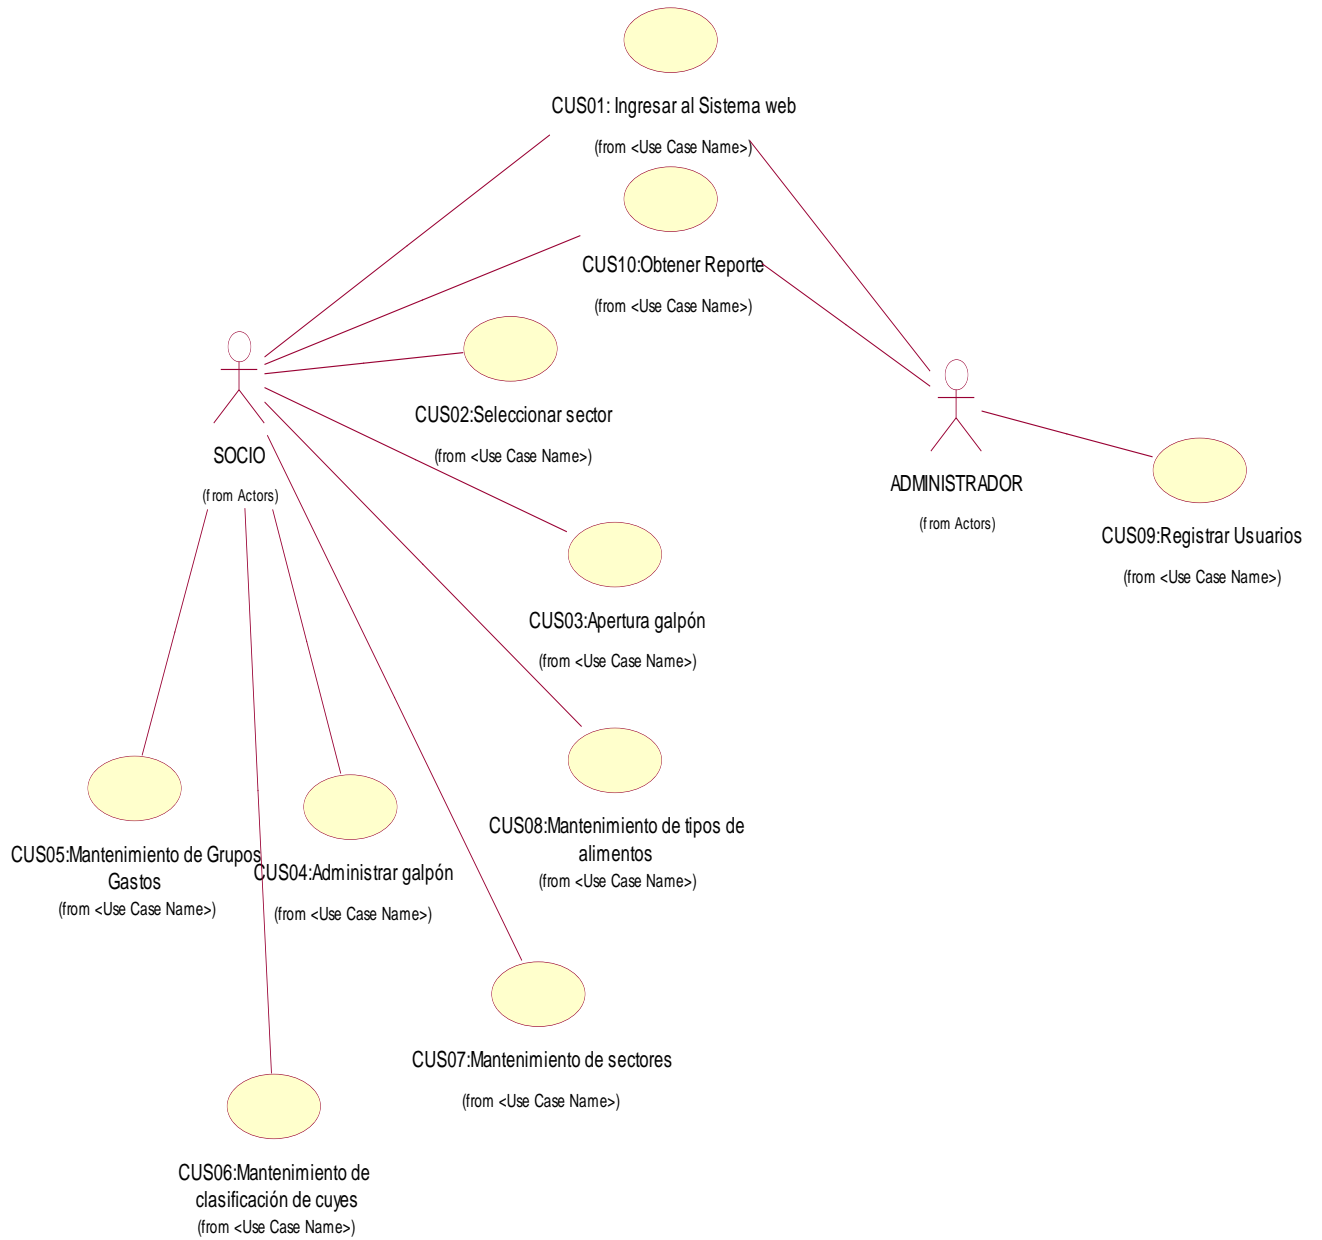 CUS01: Ingresar al Sistema web
(from <Use Case Name>)
CUS10:Obtener Reporte
(from <Use Case Name>)
CUS02:Seleccionar sector
(from <Use Case Name>)
SOCIO
(from Actors)
ADMINISTRADOR
(from Actors)
CUS09:Registrar Usuarios
(from <Use Case Name>)
CUS03:Apertura galpón
(from <Use Case Name>)
CUS08:Mantenimiento de tipos de
alimentos
(from <Use Case Name>)
CUS05:Mantenimiento de Grupos
Gastos
(from <Use Case Name>)
CUS04:Administrar galpón
(from <Use Case Name>)
CUS07:Mantenimiento de sectores
(from <Use Case Name>)
CUS06:Mantenimiento de
clasificación de cuyes
(from <Use Case Name>)